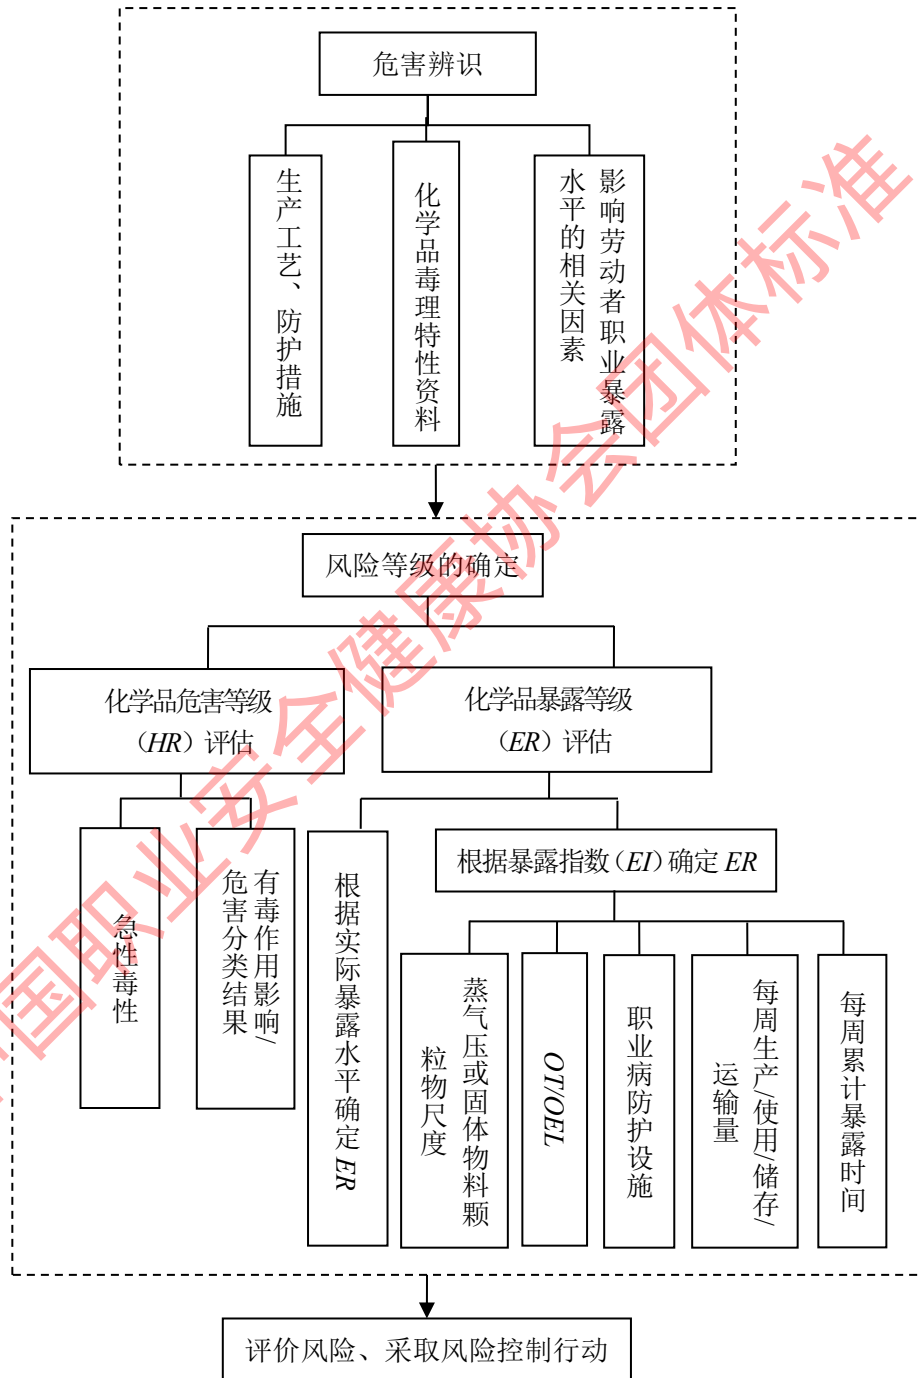 危害辨识
生产工艺、防护措施
化学品毒理特性资料
影响劳动者职业暴露
水平的相关因素
风险等级的确定
化学品危害等级
（HR）评估
化学品暴露等级
（ER）评估
急性毒性
有毒作用影响/
危害分类结果
根据实际暴露水平确定 ER
根据暴露指数（EI）确定 ER
蒸气压或固体物料颗
粒物尺度
OT/OEL
职业病防护设施
每周生产/使用/储存/
运输量
每周累计暴露时间
评价风险、采取风险控制行动
国职业安全健康协会团体标准